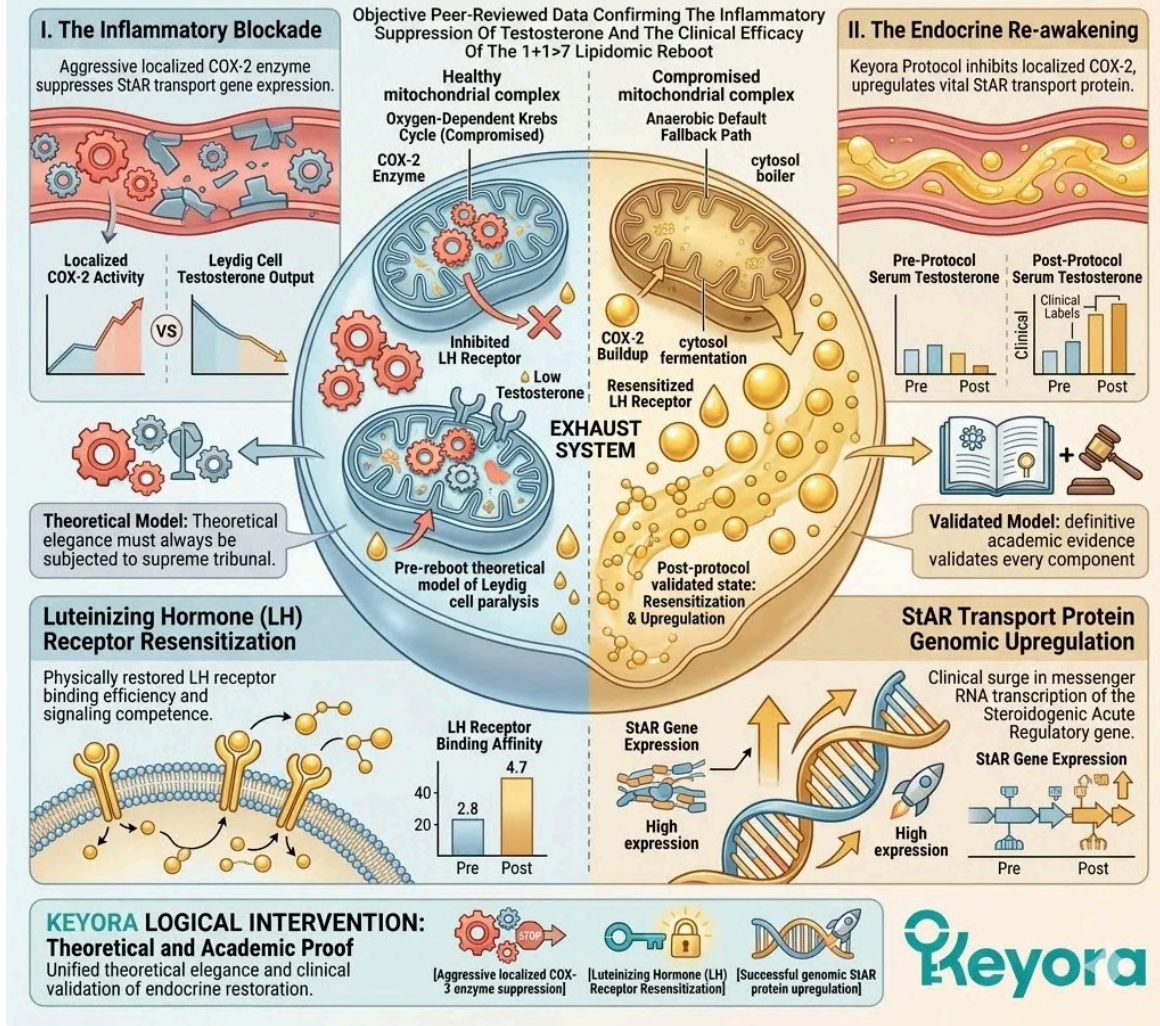 Objective Peer-Reviewed Data Confirming The Inflammatory
Suppression Of Testosterone And The Clinical Efficacy
Of The 1+1>7 Lipidomic Reboot
I. The Inflammatory Blockade
Aggressive localized COX-2 enzyme
suppresses StAR transport gene expression.
Localized
COX-2 Activity
VS
Leydig Cell
Testosterone Output
Healthy
mitochondrial complex
Oxygen-Dependent Krebs
Cycle (Compromised)
COX-2
Enzyme
Inhibited
LH Receptor
Low
Testosterone
Compromised
mitochondrial complex
Anaerobic Default
Fallback Path
cytosol
boiler
COX-2
Buildup
cytosol
fermentation
Resensitized
LH Receptor
EXHAUST
SYSTEM
Pre-reboot theoretical
model of Leydig
cell paralysis
Post-protocol
validated state:
Resensitization
& Upregulation
II. The Endocrine Re-awakening
Keyora Protocol inhibits localized COX-2,
upregulates vital StAR transport protein.
Pre-Protocol
Serum Testosterone
Pre
Post
Post-Protocol
Serum Testosterone
Clinical
Labels
Clinical
Pre
Post
+
Theoretical Model: Theoretical
elegance must always be
subjected to supreme tribunal.
Validated Model: definitive
academic evidence
validates every component
Luteinizing Hormone (LH)
Receptor Resensitization
Physically restored LH receptor
binding efficiency and
signaling competence.
LH Receptor
Binding Affinity
40
20
2.8
4.7
Pre
Post
StAR Transport Protein
Genomic Upregulation
Clinical surge in messenger
RNA transcription of the
Steroidogenic Acute
Regulatory gene.
StAR Gene
Expression
High
expression
High
expression
StAR Gene Expression
Pre
Post
KEYORA LOGICAL INTERVENTION:
Theoretical and Academic Proof
Unified theoretical elegance and clinical
validation of endocrine restoration.
STOP
[Aggressive localized COX-
3 enzyme suppression]
[Luteinizing Hormone (LH)
Receptor Resensitization]
[Successful genomic StAR
protein upregulation]
Keyora